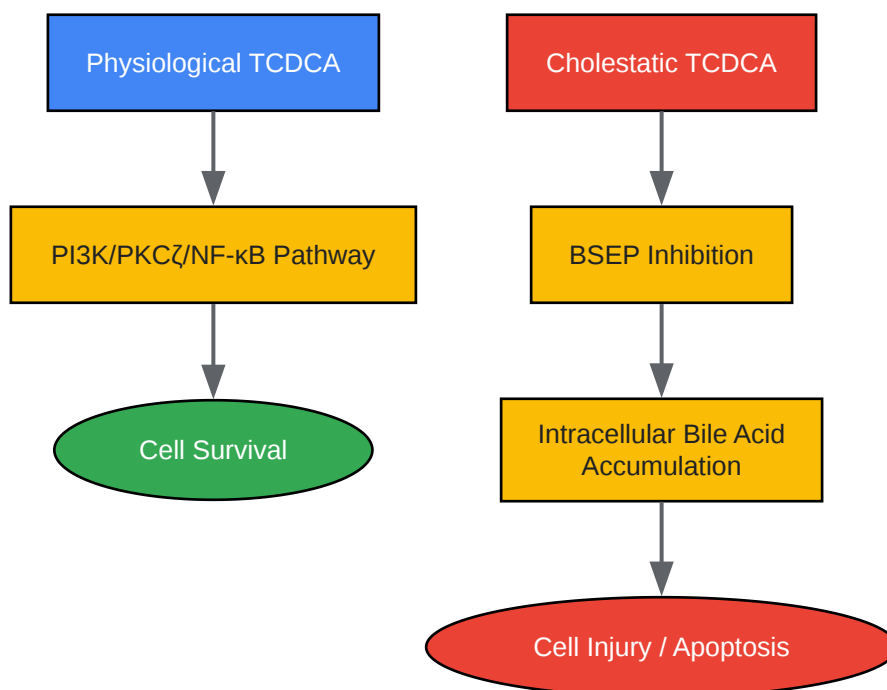 Physiological TCDCA
Cholestatic TCDCA
PI3K/PKCζ/NF-κB Pathway
BSEP Inhibition
Cell Survival
Intracellular Bile Acid
Accumulation
Cell Injury / Apoptosis